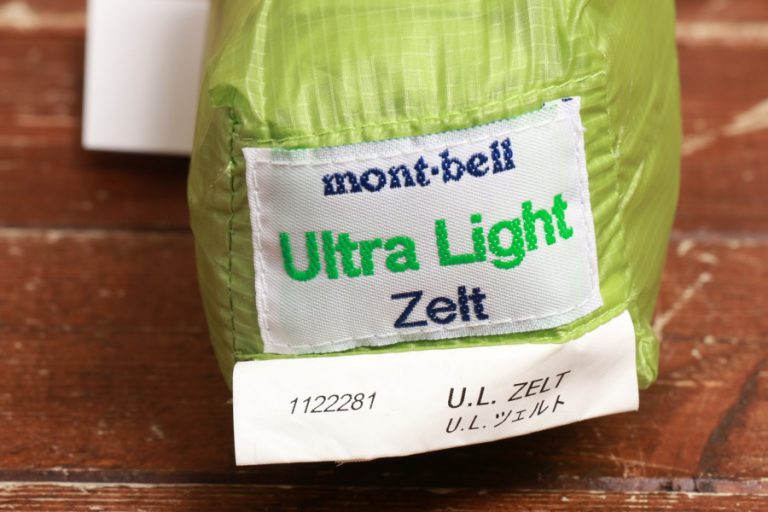 mont-bell
Ultra Light
Zelt
1122281 U.L. ZELT
U.L.ツェルト